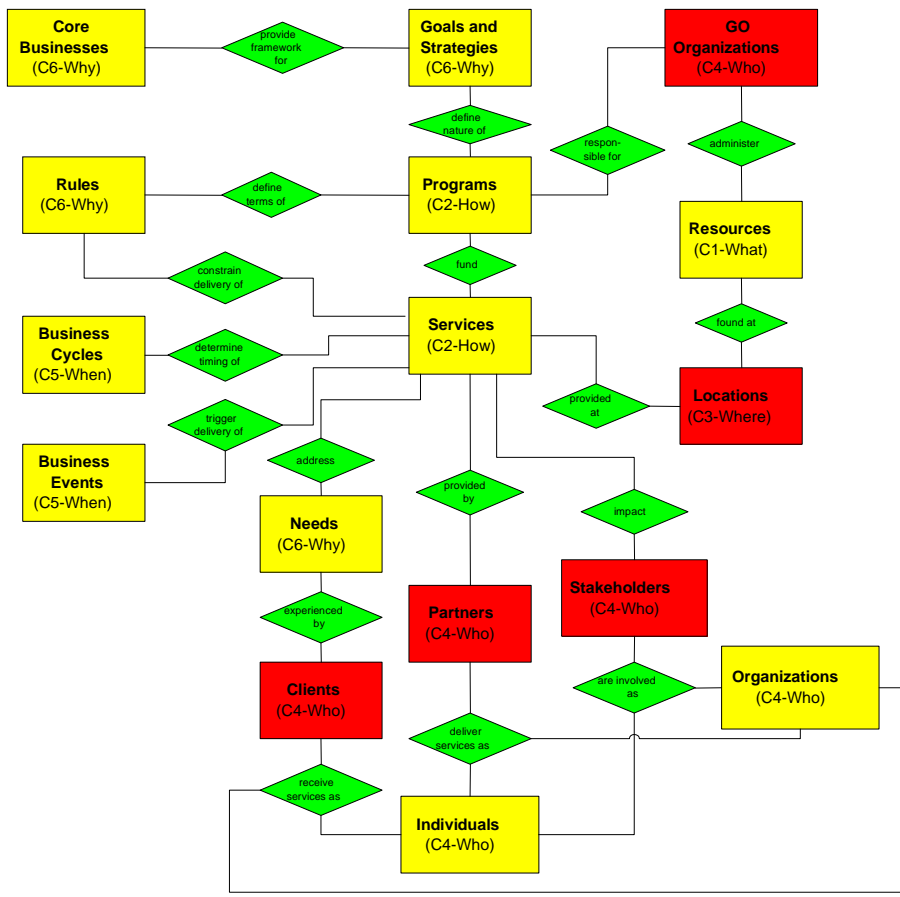 Core
Businesses
(C6-Why)
provide
framework
for
Goals and
Strategies
(C6-Why)
GO
Organizations
(C4-Who)
define
nature of
respon-
sible for
administer
Rules
(C6-Why)
define
terms of
Programs
(C2-How)
Resources
(C1-What)
constrain
delivery of
fund
Business
Cycles
(C5-When)
determine
timing of
Services
(C2-How)
found at
trigger
delivery of
provided
at
Locations
(C3-Where)
Business
Events
(C5-When)
address
provided
by
impact
Needs
(C6-Why)
experienced
by
Partners
(C4-Who)
Stakeholders
(C4-Who)
Clients
(C4-Who)
are involved
as
Organizations
(C4-Who)
deliver
services as
receive
services as
Individuals
(C4-Who)